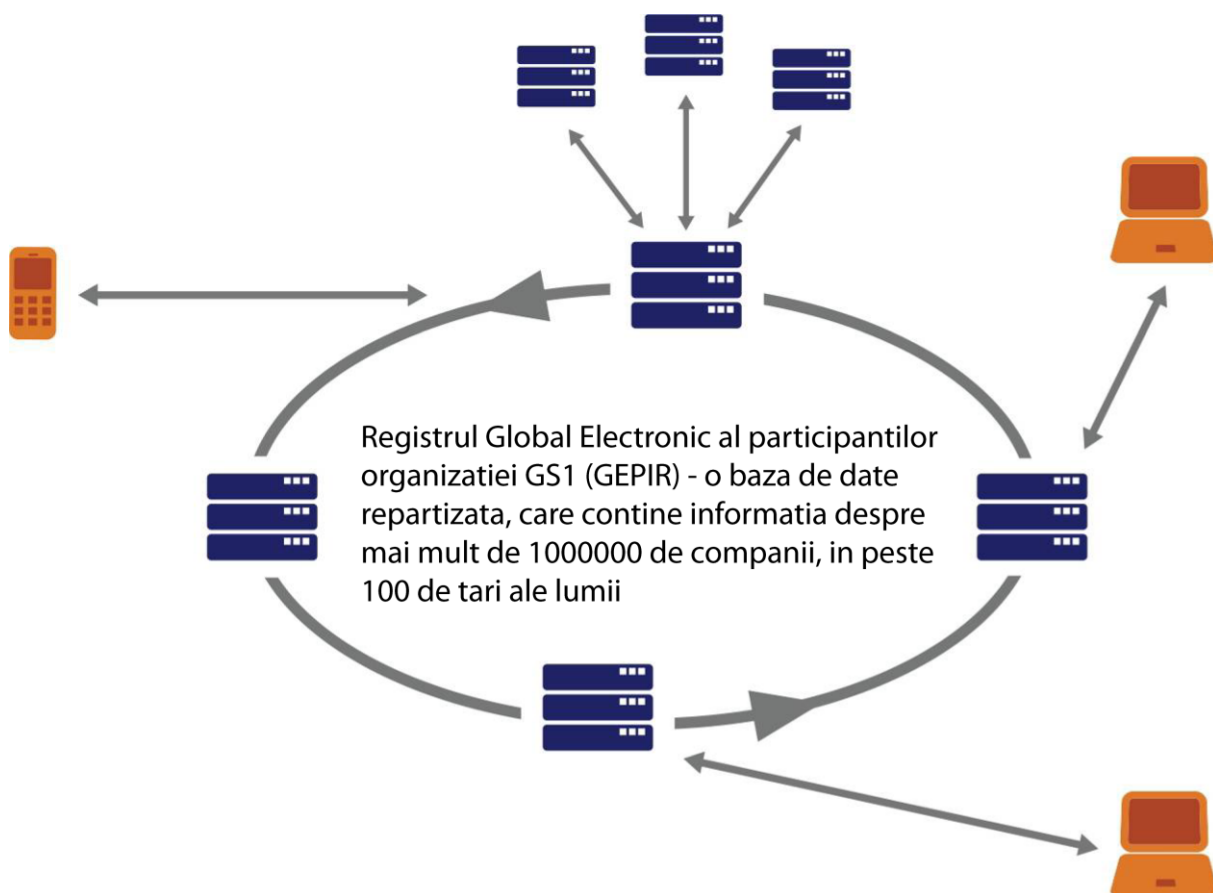 Registrul Global Electronic al participantilor
organizatiei GS1 (GEPIR) - o baza de date
repartizata, care contine informatia despre
mai mult de 1000000 de companii, in peste
100 de tari ale lumii